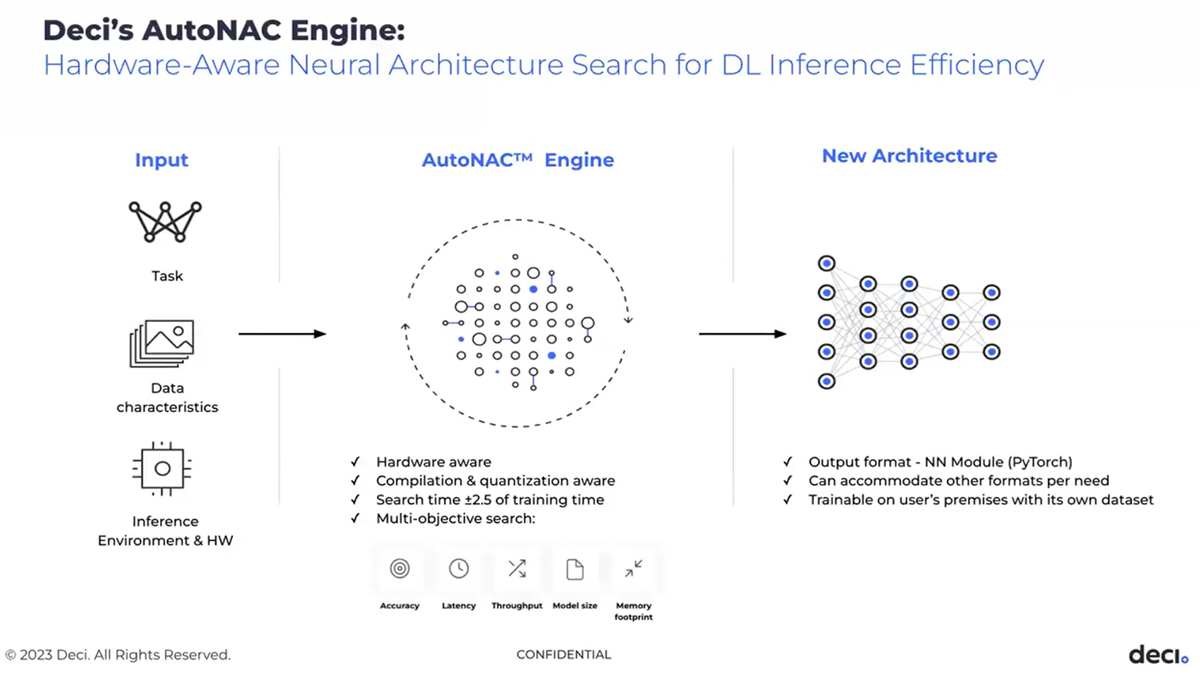 Deci's AutoNAC Engine:
Hardware-Aware Neural Architecture Search for DL Inference Efficiency
Input
Task
Data
characteristics
Inference
Environment & HW
AutoNAC™ Engine
✓ Hardware aware
✓ Compilation & quantization aware
✓ Search time ±2.5 of training time
✓ Multi-objective search:
Accuracy
Latency
Throughput
Model size
Memory
footprint
New Architecture
✓ Output format - NN Module (PyTorch)
✓ Can accommodate other formats per need
✓ Trainable on user's premises with its own dataset
© 2023 Deci. All Rights Reserved.
CONFIDENTIAL
deci.